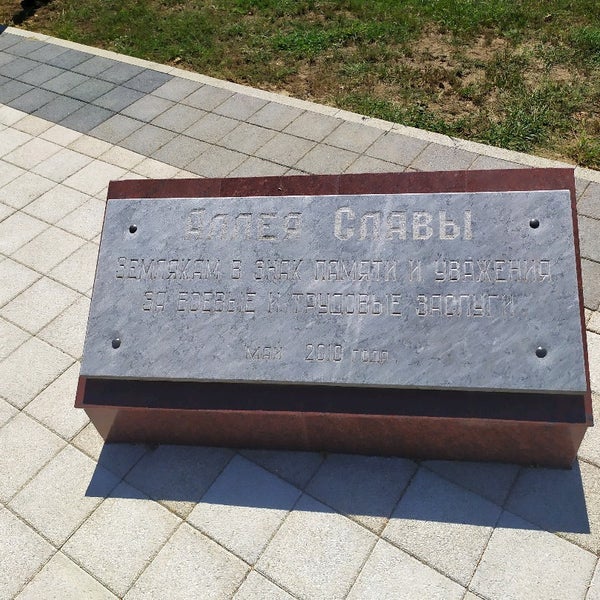 Аллея Славы
Землякам в знак памяти и уважения
за боевые и трудовые заслуги
май 2010 года